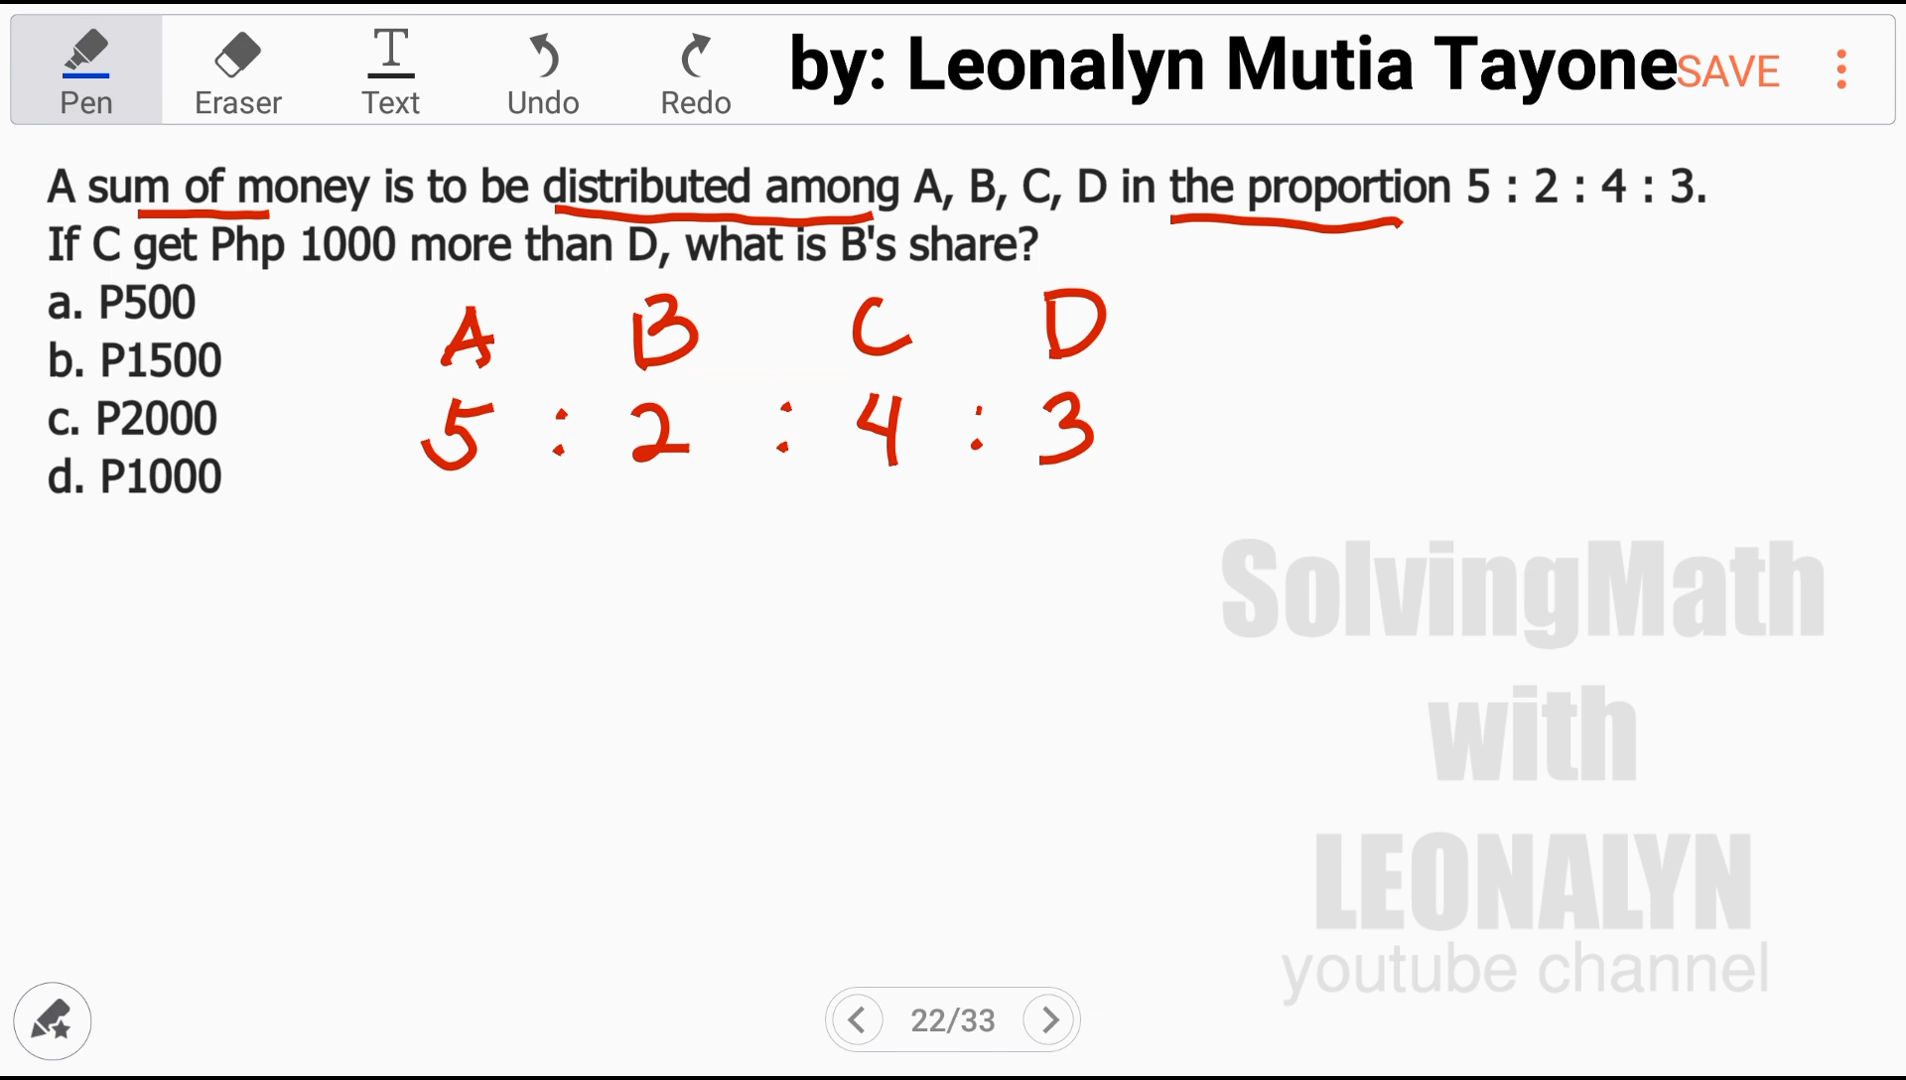 Pen Eraser Text Undo Redo by: Leonalyn Mutia Tayone SAVE
A sum of money is to be distributed among A, B, C, D in the proportion 5 : 2 : 4 : 3.
If C get Php 1000 more than D, what is B's share?
a. P500
b. P1500
c. P2000
d. P1000
A B C D
5 : 2 : 4 : 3
SolvingMath
with
LEONALYN
youtube channel
22/33